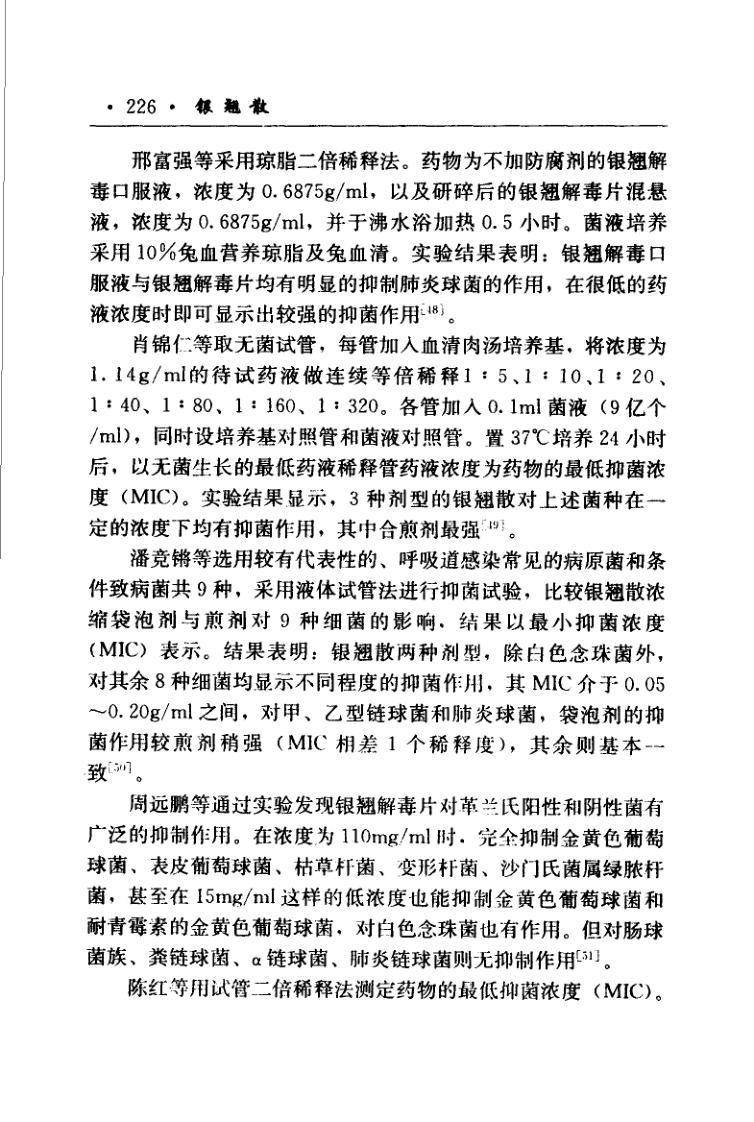 · 226 · 银翘散
邢富强等采用琼脂二倍稀释法。药物为不加防腐剂的银翘解
毒口服液，浓度为 0.6875g/ml，以及研碎后的银翘解毒片混悬
液，浓度为 0.6875g/ml，并于沸水浴加热 0.5 小时。菌液培养
采用 10%兔血营养琼脂及兔血清。实验结果表明：银翘解毒口
服液与银翘解毒片均有明显的抑制肺炎球菌的作用，在很低的药
液浓度时即可显示出较强的抑菌作用[48]。
肖锦仁等取无菌试管，每管加入血清肉汤培养基，将浓度为
1.14g/ml的待试药液做连续等倍稀释1：5、1：10、1：20、
1：40、1：80、1：160、1：320。各管加入 0.1ml 菌液（9 亿个
/ml），同时设培养基对照管和菌液对照管。置 37℃培养 24 小时
后，以无菌生长的最低药液稀释管药液浓度为药物的最低抑菌浓
度（MIC）。实验结果显示，3 种剂型的银翘散对上述菌种在一
定的浓度下均有抑菌作用，其中合煎剂最强[49]。
潘竞锵等选用较有代表性的、呼吸道感染常见的病原菌和条
件致病菌共 9 种，采用液体试管法进行抑菌试验，比较银翘散浓
缩袋泡剂与煎剂对 9 种细菌的影响．结果以最小抑菌浓度
（MIC）表示。结果表明：银翘散两种剂型，除白色念珠菌外，
对其余 8 种细菌均显示不同程度的抑菌作用，其 MIC 介于 0.05
～0.20g/ml 之间，对甲、乙型链球菌和肺炎球菌，袋泡剂的抑
菌作用较煎剂稍强（MIC 相差 1 个稀释度），其余则基本一
致[50]。
周远鹏等通过实验发现银翘解毒片对革兰氏阳性和阴性菌有
广泛的抑制作用。在浓度为 110mg/ml 时．完全抑制金黄色葡萄
球菌、表皮葡萄球菌、枯草杆菌、变形杆菌、沙门氏菌属绿脓杆
菌，甚至在 15mg/ml 这样的低浓度也能抑制金黄色葡萄球菌和
耐青霉素的金黄色葡萄球菌．对白色念珠菌也有作用。但对肠球
菌族、粪链球菌、α 链球菌、肺炎链球菌则无抑制作用[51]。
陈红等用试管二倍稀释法测定药物的最低抑菌浓度（MIC）。